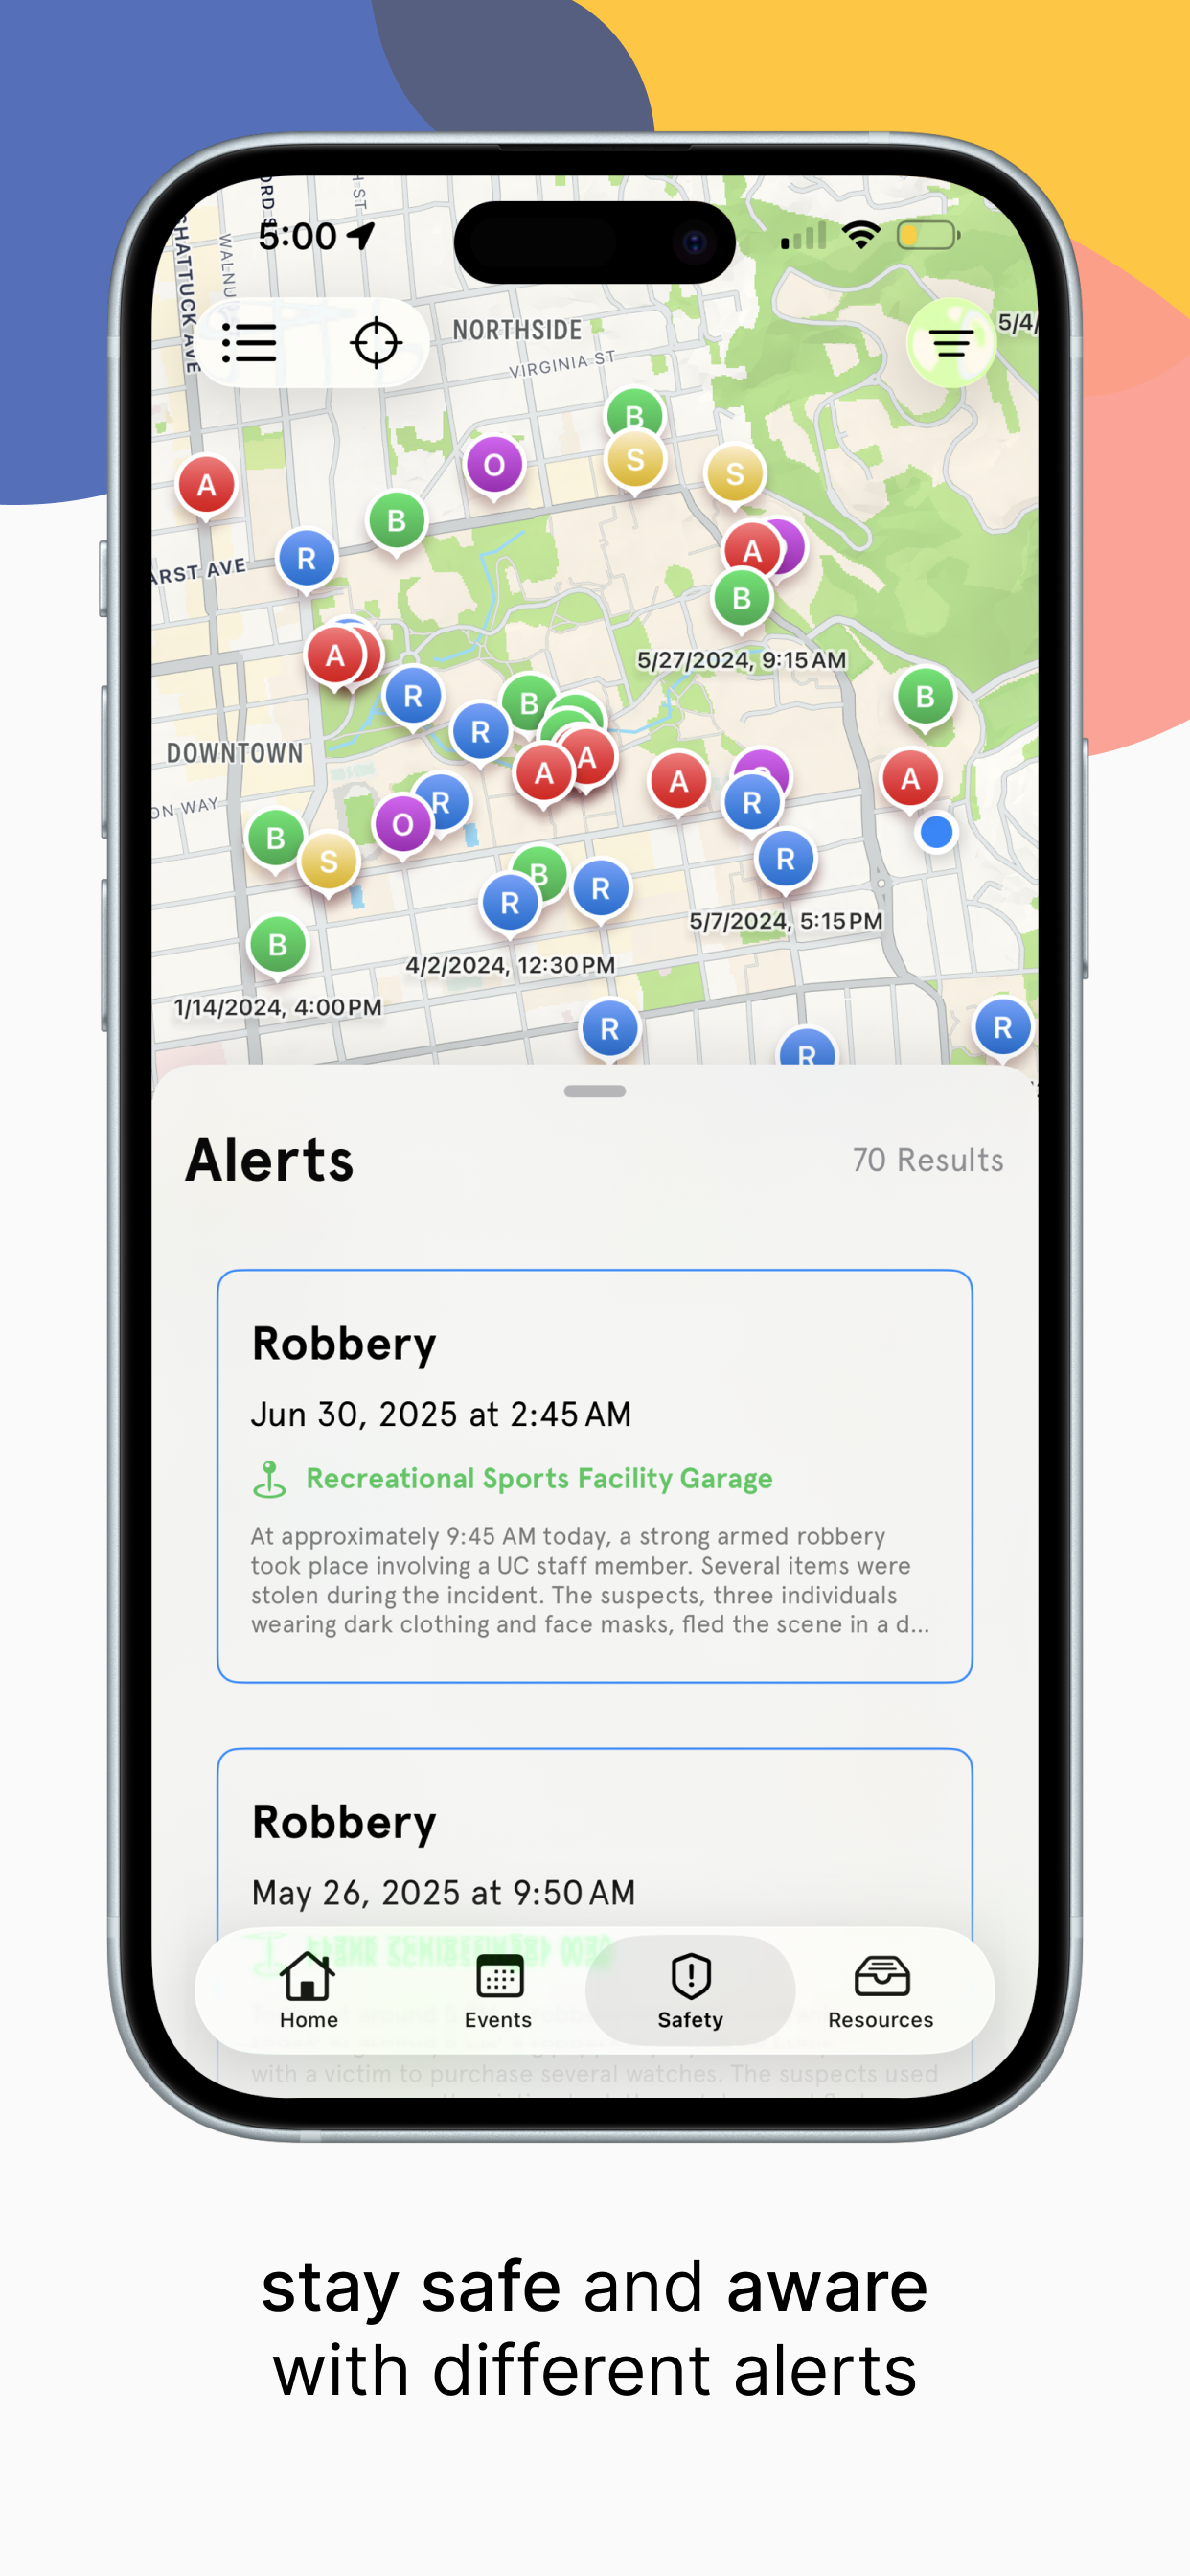 5:00
SHATTUCK AVE
NORTHSIDE
VIRGINIA ST
5/4/
B
O
S
S
A
B
A
R
B
5/27/2024, 9:15 AM
A
R
B
B
R
DOWNTOWN
A
A
A
A
R
R
O
R
B
S
B
R
R
5/7/2024, 5:15 PM
B
4/2/2024, 12:30 PM
1/14/2024, 4:00 PM
R
R
R
Alerts
70 Results
Robbery
Jun 30, 2025 at 2:45 AM
Recreational Sports Facility Garage
At approximately 9:45 AM today, a strong armed robbery
took place involving a UC staff member. Several items were
stolen during the incident. The suspects, three individuals
wearing dark clothing and face masks, fled the scene in a d...
Robbery
May 26, 2025 at 9:50 AM
Home
Events
Safety
Resources
with a victim to purchase several watches. The suspects used
stay safe and aware
with different alerts